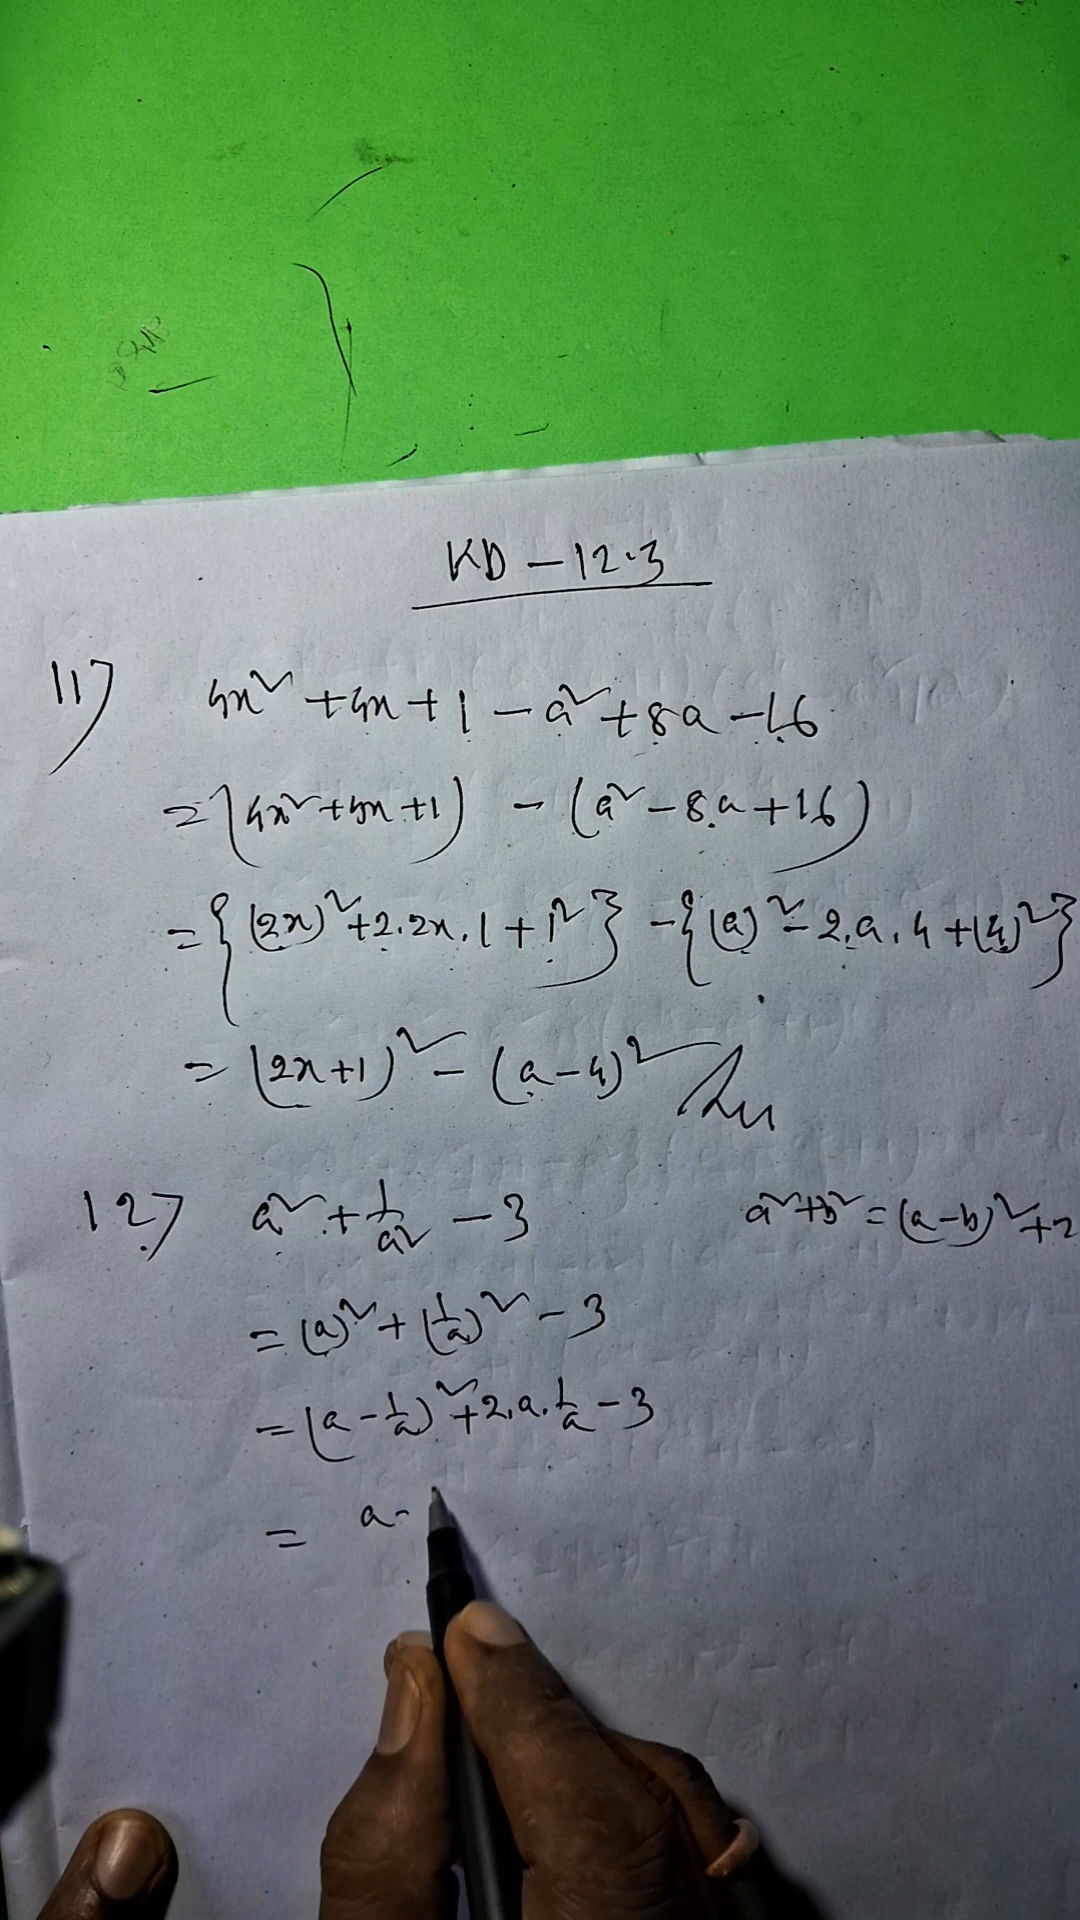 KD - 12.3
11) 4x² + 4x + 1 - a² + 8a - 16
= (4x² + 4x + 1) - (a² - 8a + 16)
= {(2x)² + 2.2x.1 + 1²} - {(a)² - 2.a.4 + (4)²}
= (2x+1)² - (a-4)²
12) a² + 1/a² - 3 a²+b² = (a-b)² + 2
= (a)² + (1/a)² - 3
= (a - 1/a)² + 2.a.1/a - 3
= a -